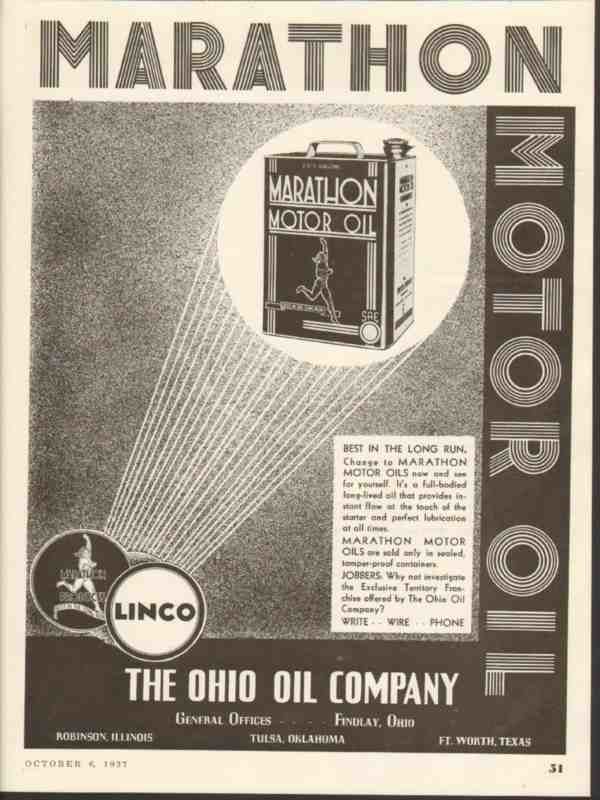 MARATHON
MOTOR OIL
MARATHON
MOTOR OIL
SAE
BEST IN THE LONG RUN.
Change to MARATHON
MOTOR OILS now and see
for yourself. It's a full-bodied
long-lived oil that provides in-
stant flow at the touch of the
starter and perfect lubrication
at all times.
MARATHON MOTOR
OILS are sold only in sealed,
tamper-proof containers.
JOBBERS: Why not investigate
the Exclusive Territory Fran-
chise offered by The Ohio Oil
Company?
WRITE - - WIRE - - PHONE
MARATHON
LINCO
THE OHIO OIL COMPANY
GENERAL OFFICES - - - - FINDLAY, OHIO
ROBINSON, ILLINOIS TULSA, OKLAHOMA FT. WORTH, TEXAS
OCTOBER 6, 1937 51